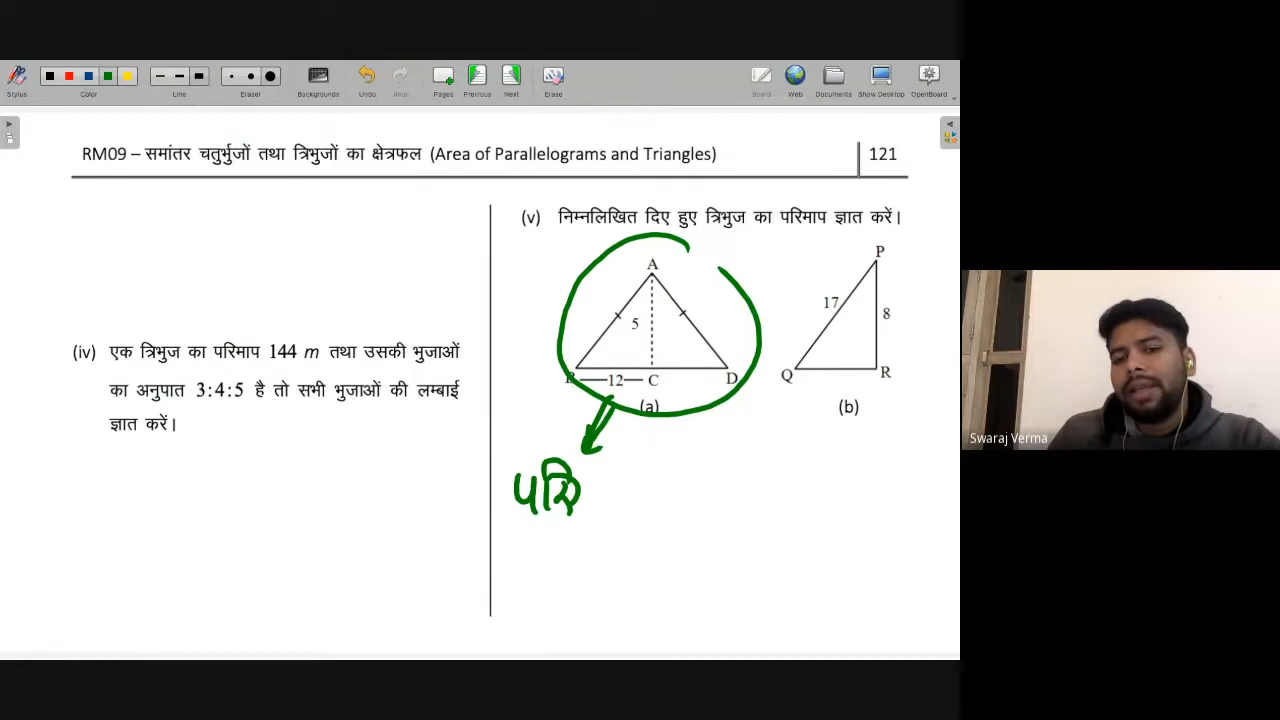 Stylus Color Line Eraser Backgrounds Undo Redo Pages Previous Next Erase Board Web Documents Show Desktop OpenBoard
RM09 – समांतर चतुर्भुजों तथा त्रिभुजों का क्षेत्रफल (Area of Parallelograms and Triangles) 121
(iv) एक त्रिभुज का परिमाप 144 m तथा उसकी भुजाओं
का अनुपात 3:4:5 है तो सभी भुजाओं की लम्बाई
ज्ञात करें।
(v) निम्नलिखित दिए हुए त्रिभुज का परिमाप ज्ञात करें।
A
5
B 12 C D
(a)
P
17
8
Q R
(b)
परि
Swaraj Verma